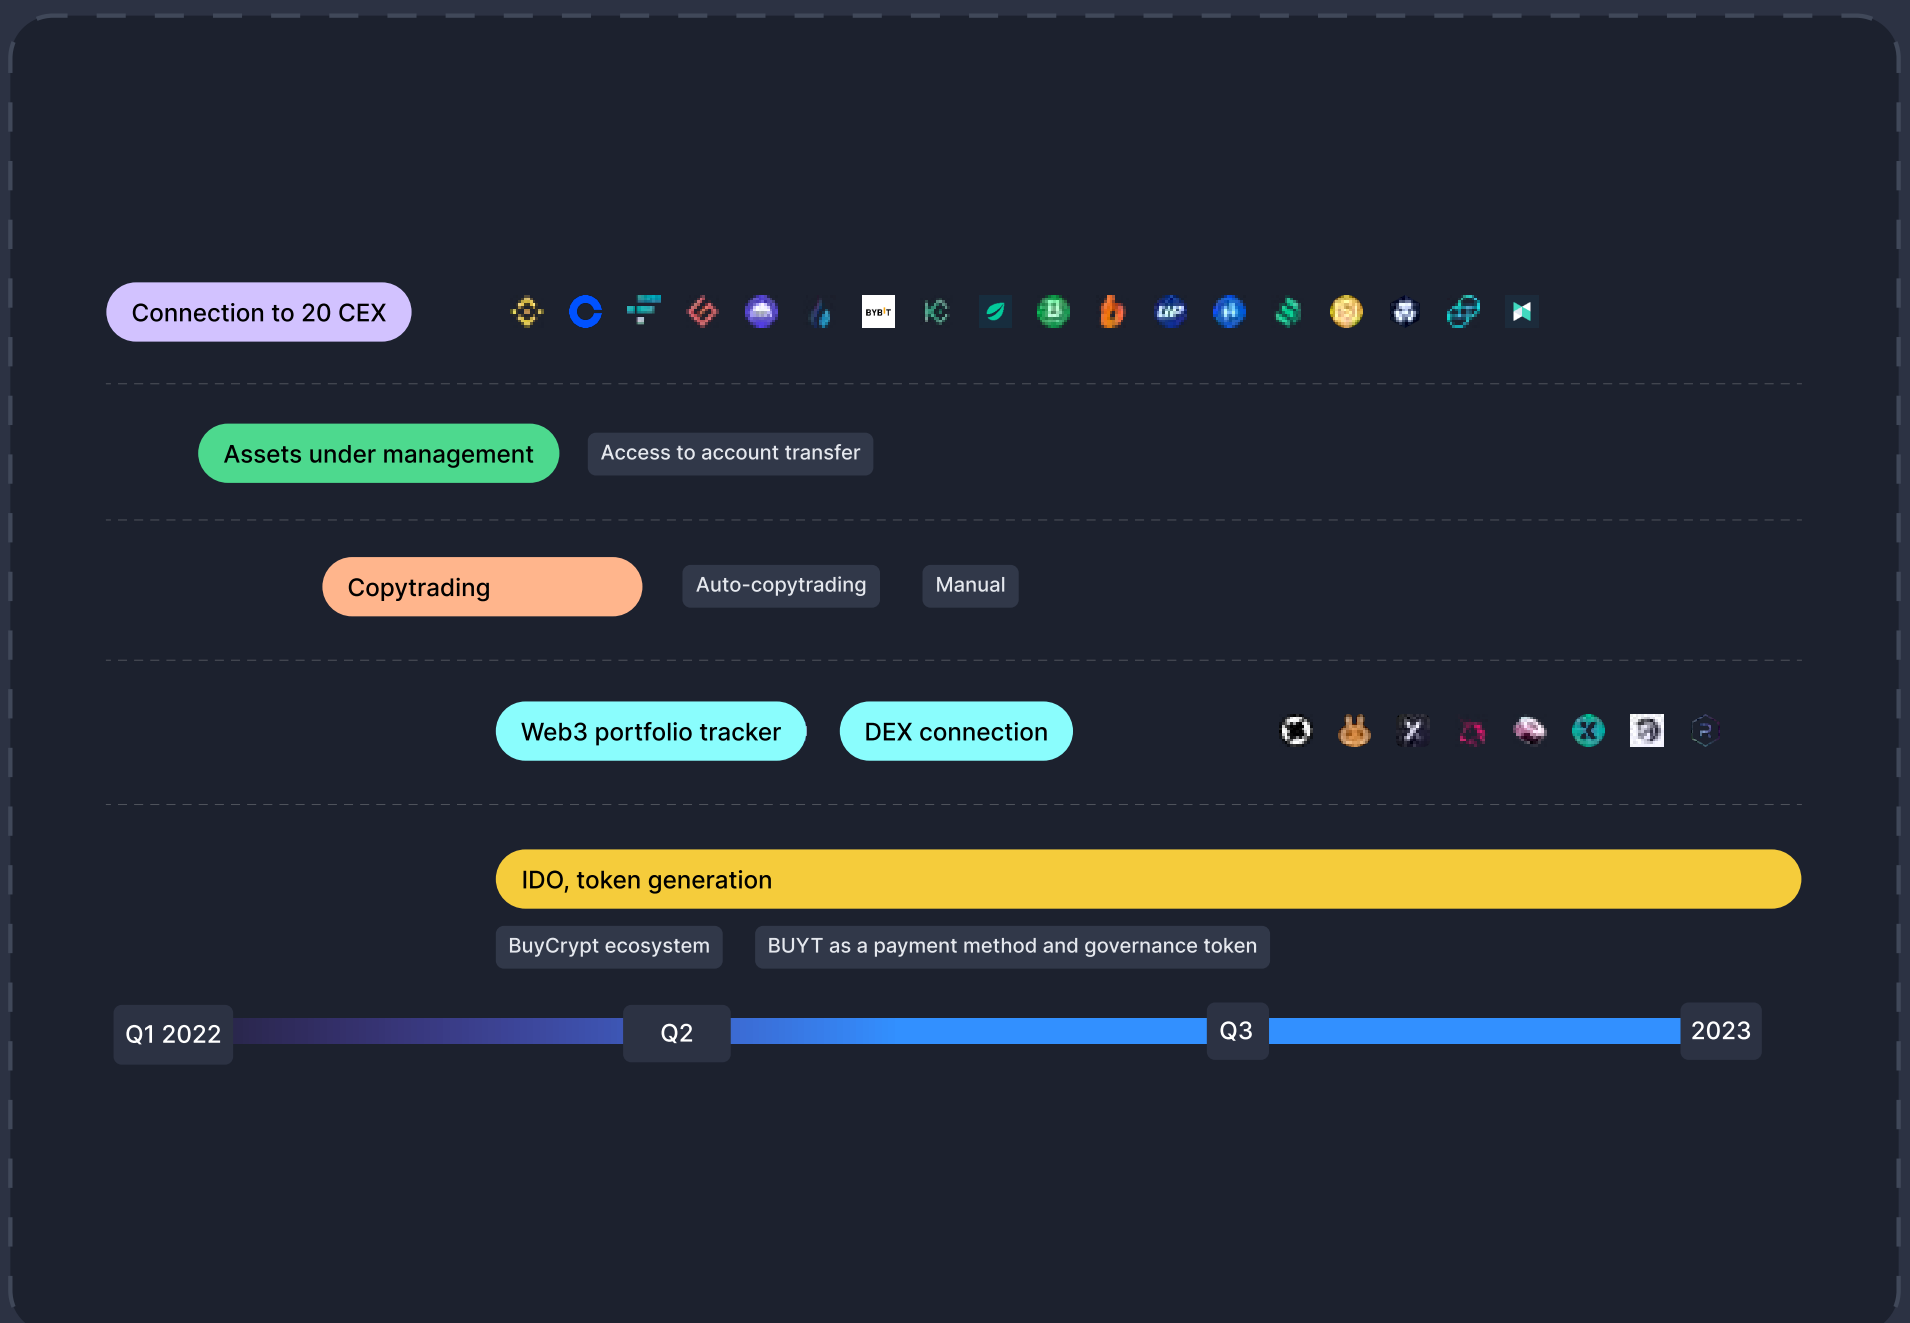 Connection to 20 CEX
BYBIT
Assets under management
Access to account transfer
Copytrading
Auto-copytrading
Manual
Web3 portfolio tracker
DEX connection
IDO, token generation
BuyCrypt ecosystem
BUYT as a payment method and governance token
Q1 2022
Q2
Q3
2023